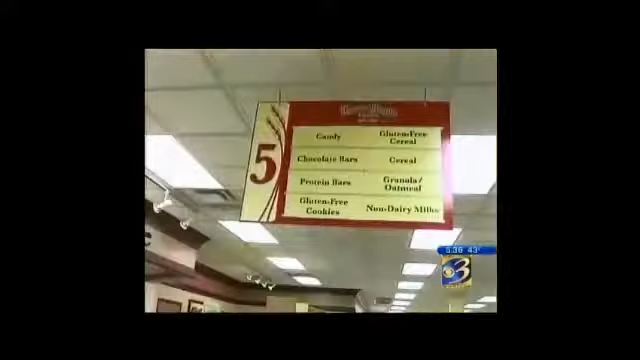 5
Candy
Gluten-Free
Cereal
Chocolate Bars
Cereal
Protein Bars
Granola/
Oatmeal
Gluten-Free
Cookies
Non-Dairy Milks
5:36 43°
3